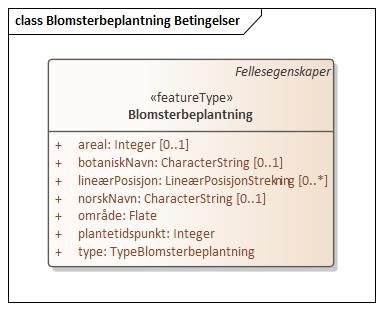 class Blomsterbeplantning Betingelser
Fellesegenskaper
«featureType»
Blomsterbeplantning
+ areal: Integer [0..1]
+ botaniskNavn: CharacterString [0..1]
+ lineærPosisjon: LineærPosisjonStrekning [0..*]
+ norskNavn: CharacterString [0..1]
+ område: Flate
+ plantetidspunkt: Integer
+ type: TypeBlomsterbeplantning